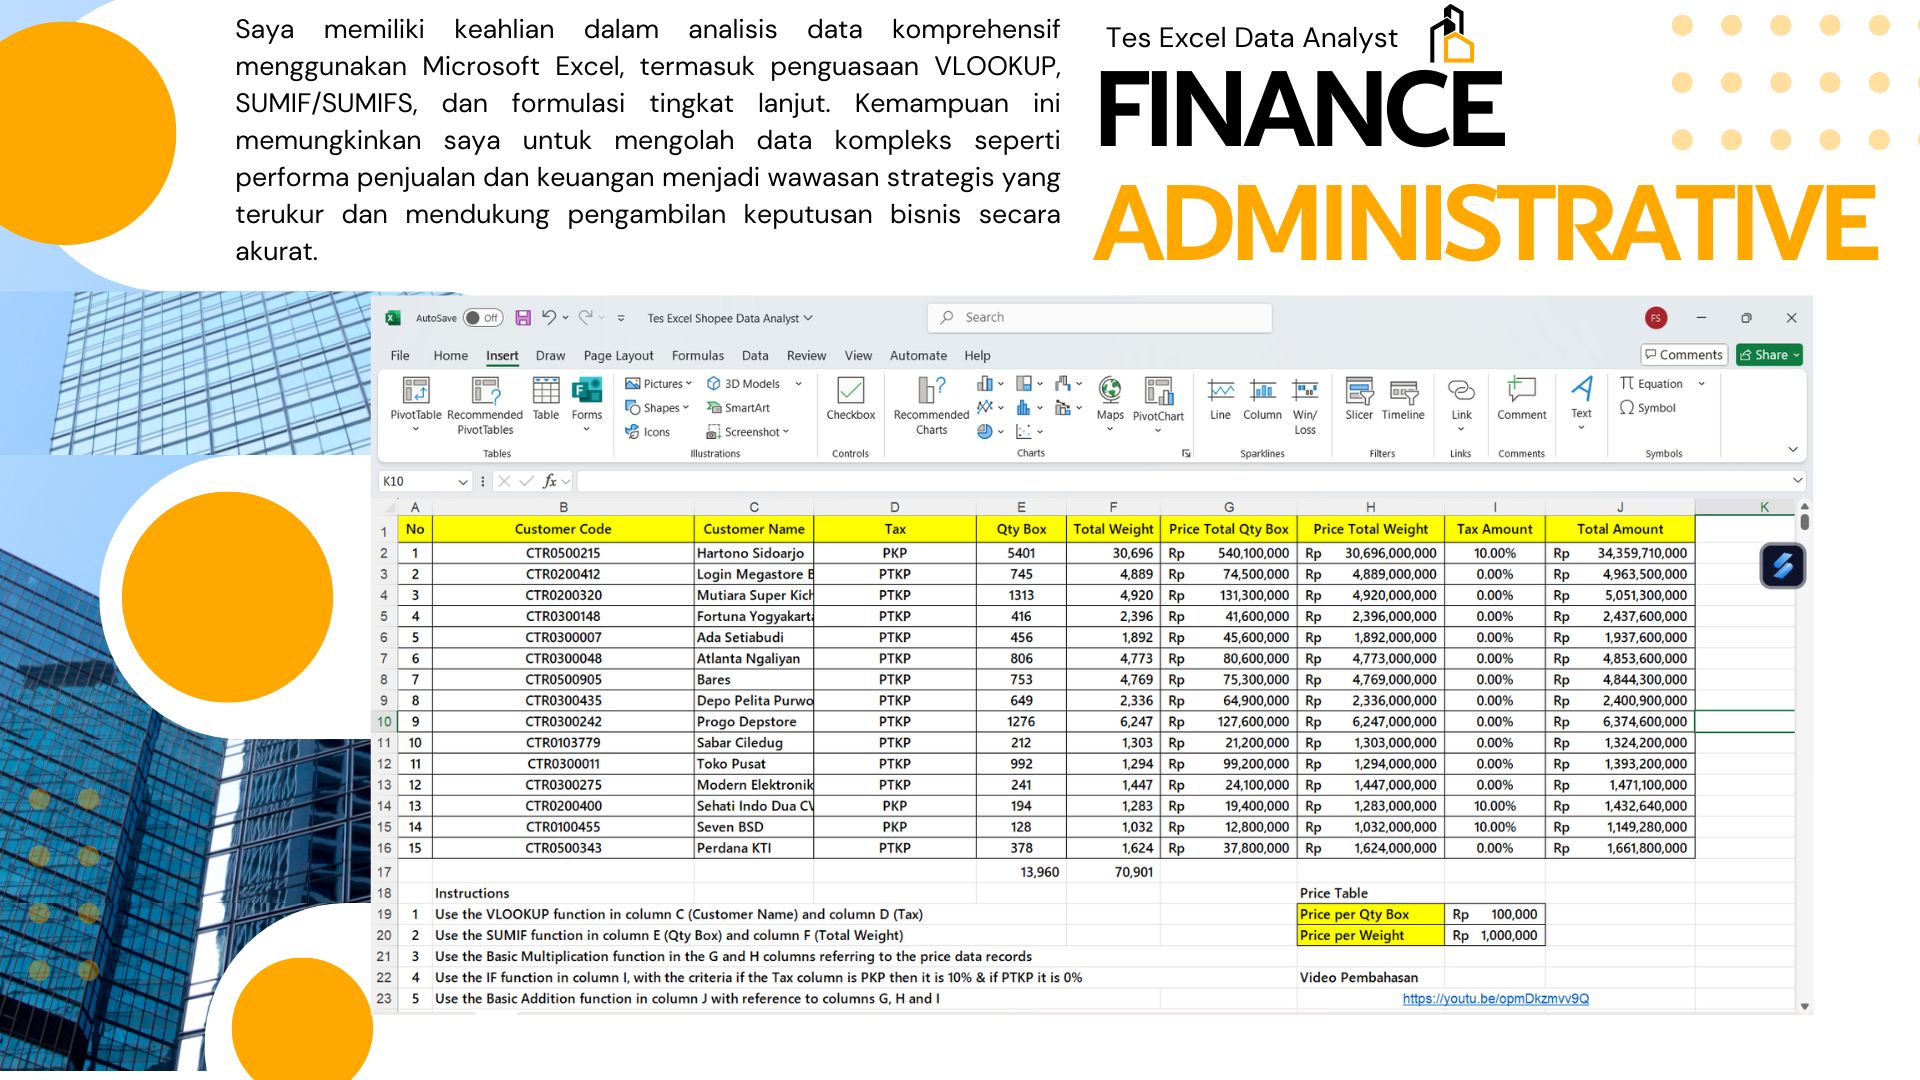 Saya memiliki keahlian dalam analisis data komprehensif
menggunakan Microsoft Excel, termasuk penguasaan VLOOKUP,
SUMIF/SUMIFS, dan formulasi tingkat lanjut. Kemampuan ini
memungkinkan saya untuk mengolah data kompleks seperti
performa penjualan dan keuangan menjadi wawasan strategis yang
terukur dan mendukung pengambilan keputusan bisnis secara
akurat.
Tes Excel Data Analyst
FINANCE
ADMINISTRATIVE
AutoSave Off Tes Excel Shopee Data Analyst Search FS
File Home Insert Draw Page Layout Formulas Data Review View Automate Help Comments Share
PivotTable Recommended PivotTables Table Forms Pictures Shapes Icons 3D Models SmartArt Screenshot Checkbox Recommended Charts Maps PivotChart Line Column Win/Loss Slicer Timeline Link Comment Text Equation Symbol
Tables Illustrations Controls Charts Sparklines Filters Links Comments Symbols
K10 fx
A B C D E F G H I J K
1 No Customer Code Customer Name Tax Qty Box Total Weight Price Total Qty Box Price Total Weight Tax Amount Total Amount
2 1 CTR0500215 Hartono Sidoarjo PKP 5401 30,696 Rp 540,100,000 Rp 30,696,000,000 10.00% Rp 34,359,710,000
3 2 CTR0200412 Login Megastore B PTKP 745 4,889 Rp 74,500,000 Rp 4,889,000,000 0.00% Rp 4,963,500,000
4 3 CTR0200320 Mutiara Super Kich PTKP 1313 4,920 Rp 131,300,000 Rp 4,920,000,000 0.00% Rp 5,051,300,000
5 4 CTR0300148 Fortuna Yogyakarta PTKP 416 2,396 Rp 41,600,000 Rp 2,396,000,000 0.00% Rp 2,437,600,000
6 5 CTR0300007 Ada Setiabudi PTKP 456 1,892 Rp 45,600,000 Rp 1,892,000,000 0.00% Rp 1,937,600,000
7 6 CTR0300048 Atlanta Ngaliyan PTKP 806 4,773 Rp 80,600,000 Rp 4,773,000,000 0.00% Rp 4,853,600,000
8 7 CTR0500905 Bares PTKP 753 4,769 Rp 75,300,000 Rp 4,769,000,000 0.00% Rp 4,844,300,000
9 8 CTR0300435 Depo Pelita Purwo PTKP 649 2,336 Rp 64,900,000 Rp 2,336,000,000 0.00% Rp 2,400,900,000
10 9 CTR0300242 Progo Depstore PTKP 1276 6,247 Rp 127,600,000 Rp 6,247,000,000 0.00% Rp 6,374,600,000
11 10 CTR0103779 Sabar Ciledug PTKP 212 1,303 Rp 21,200,000 Rp 1,303,000,000 0.00% Rp 1,324,200,000
12 11 CTR0300011 Toko Pusat PTKP 992 1,294 Rp 99,200,000 Rp 1,294,000,000 0.00% Rp 1,393,200,000
13 12 CTR0300275 Modern Elektronik PTKP 241 1,447 Rp 24,100,000 Rp 1,447,000,000 0.00% Rp 1,471,100,000
14 13 CTR0200400 Sehati Indo Dua CV PKP 194 1,283 Rp 19,400,000 Rp 1,283,000,000 10.00% Rp 1,432,640,000
15 14 CTR0100455 Seven BSD PKP 128 1,032 Rp 12,800,000 Rp 1,032,000,000 10.00% Rp 1,149,280,000
16 15 CTR0500343 Perdana KTI PTKP 378 1,624 Rp 37,800,000 Rp 1,624,000,000 0.00% Rp 1,661,800,000
17 13,960 70,901
18 Instructions Price Table
19 1 Use the VLOOKUP function in column C (Customer Name) and column D (Tax) Price per Qty Box Rp 100,000
20 2 Use the SUMIF function in column E (Qty Box) and column F (Total Weight) Price per Weight Rp 1,000,000
21 3 Use the Basic Multiplication function in the G and H columns referring to the price data records
22 4 Use the IF function in column I, with the criteria if the Tax column is PKP then it is 10% & if PTKP it is 0% Video Pembahasan
23 5 Use the Basic Addition function in column J with reference to columns G, H and I https://youtu.be/opmDkzmvv9Q